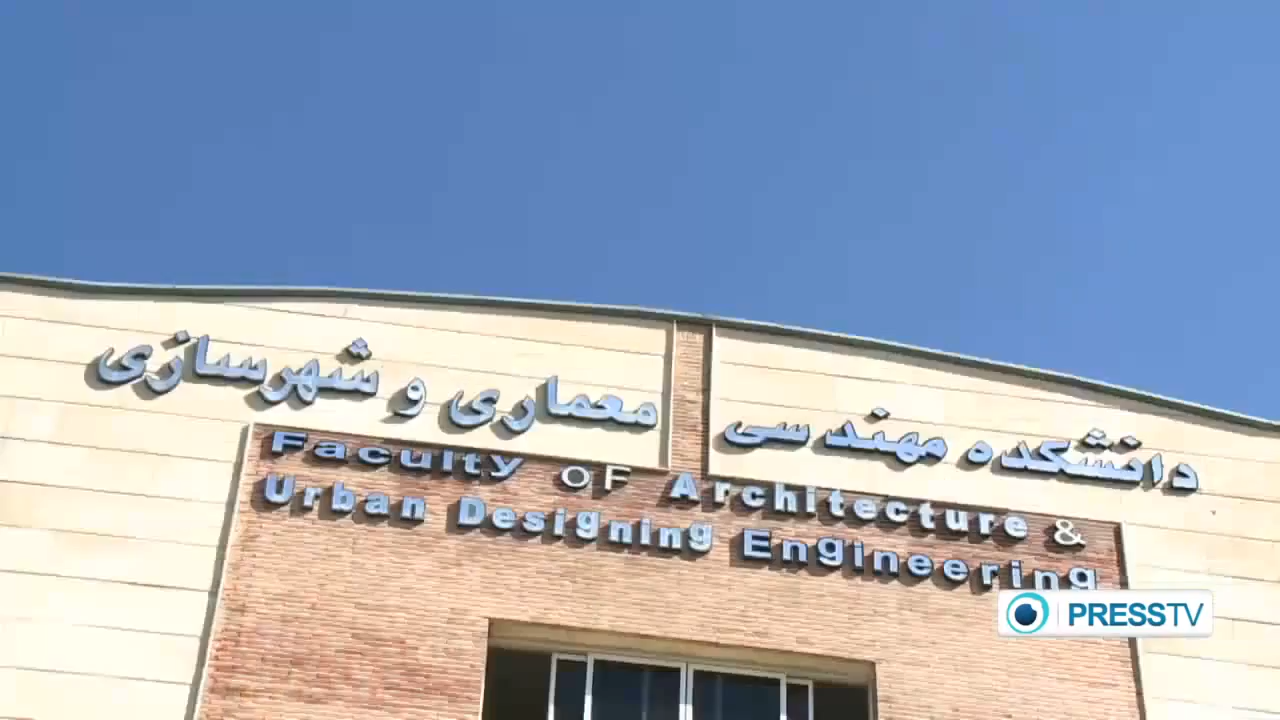 دانشکده مهندسی معماری و شهرسازی
Faculty OF Architecture &
Urban Designing Engineering
PRESSTV